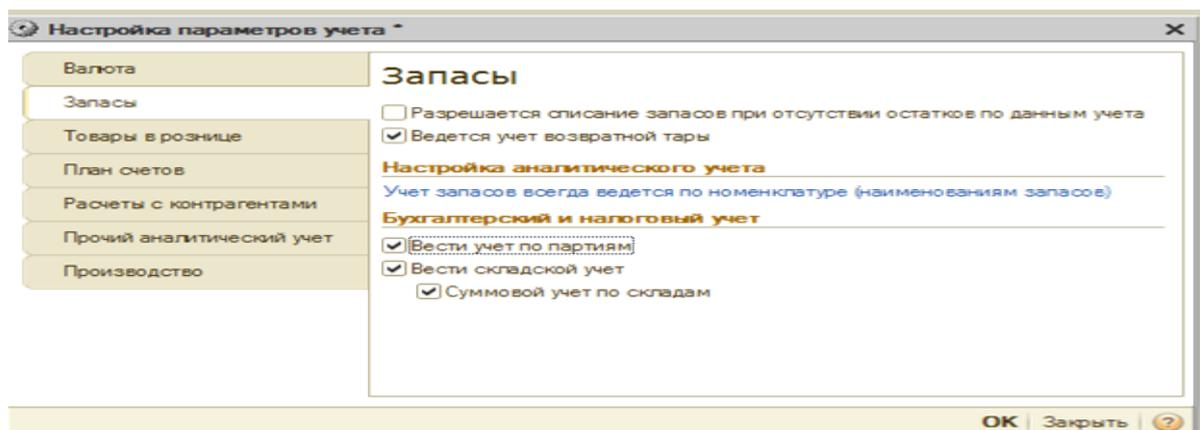 Настройка параметров учета *
Валюта
Запасы
Товары в рознице
План счетов
Расчеты с контрагентами
Прочий аналитический учет
Производство
Запасы
Разрешается списание запасов при отсутствии остатков по данным учета
Ведется учет возвратной тары
Настройка аналитического учета
Учет запасов всегда ведется по номенклатуре (наименованиям запасов)
Бухгалтерский и налоговый учет
Вести учет по партиям
Вести складской учет
Суммовой учет по складам
OK Закрыть ?